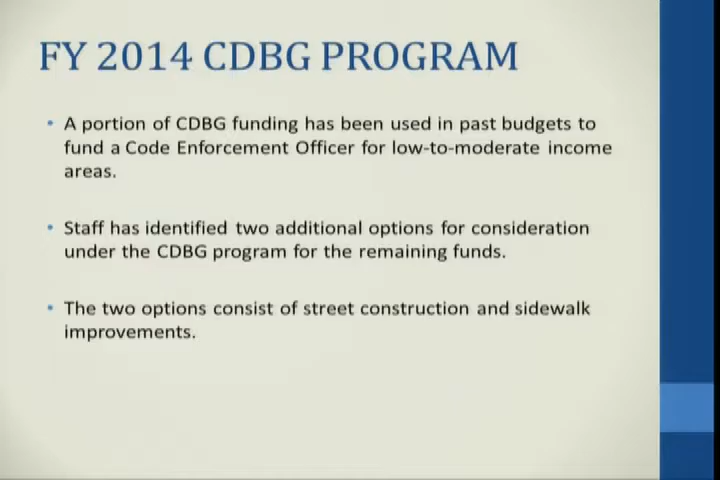 FY 2014 CDBG PROGRAM
• A portion of CDBG funding has been used in past budgets to
fund a Code Enforcement Officer for low-to-moderate income
areas.
• Staff has identified two additional options for consideration
under the CDBG program for the remaining funds.
• The two options consist of street construction and sidewalk
improvements.